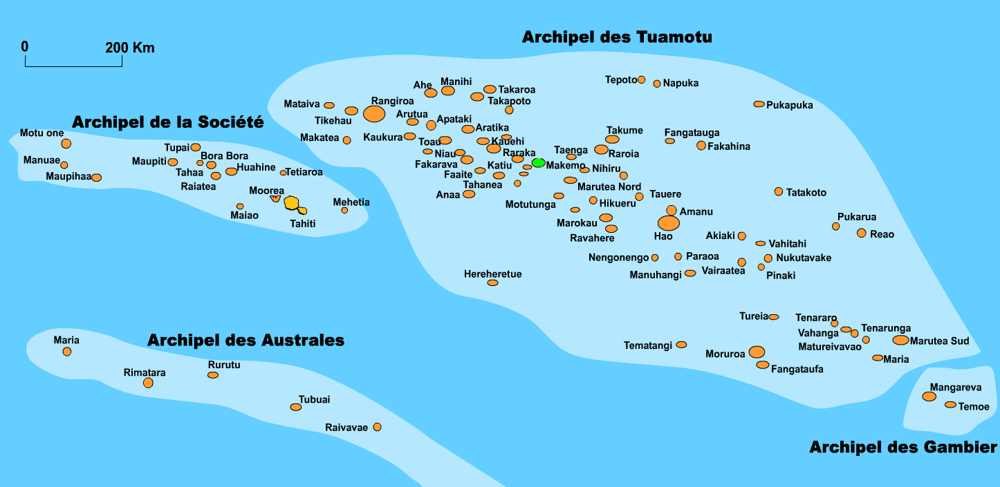 Archipel des Tuamotu
0
200 Km
Tepoto
Napuka
Ahe
Manihi
Takaroa
Takapoto
Mataiva
Rangiroa
Tikehau
Arutua
Apataki
Pukapuka
Archipel de la Société
Motu one
Makatea
Kaukura
Toau
Aratika
Kauehi
Takume
Fangatauga
Fakahina
Tupai
Bora Bora
Manuae
Maupiti
Huahine
Tetiaroa
Maupihaa
Tahaa
Raiatea
Niau
Raraka
Taenga
Raroia
Fakarava
Katiu
Makemo
Nihiru
Faaite
Tahanea
Marutea Nord
Moorea
Mehetia
Anaa
Motutunga
Hikueru
Tauere
Tatakoto
Maiao
Tahiti
Amanu
Marokau
Pukarua
Ravahere
Hao
Akiaki
Vahitahi
Reao
Nengonengo
Paraoa
Nukutavake
Hereheretue
Manuhangi
Vairaatea
Pinaki
Tureia
Tenararo
Vahanga
Tenarunga
Archipel des Australes
Maria
Tematangi
Matureivavao
Marutea Sud
Moruroa
Maria
Rimatara
Rurutu
Fangataufa
Mangareva
Tubuai
Temoe
Raivavae
Archipel des Gambier